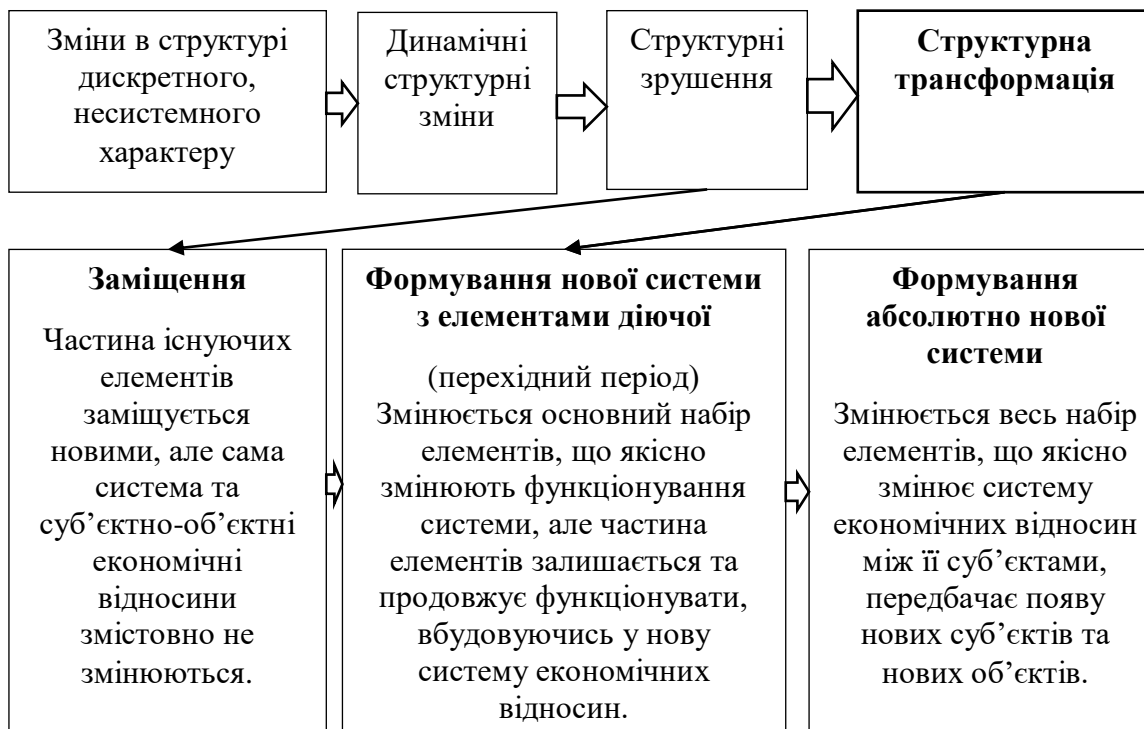 Зміни в структурі
дискретного,
несистемного
характеру
Динамічні
структурні
зміни
Структурні
зрушення
Структурна
трансформація
Заміщення
Частина існуючих
елементів
заміщується
новими, але сама
система та
суб’єктно-об’єктні
економічні
відносини
змістовно не
змінюються.
Формування нової системи
з елементами діючої
(перехідний період)
Змінюється основний набір
елементів, що якісно
змінюють функціонування
системи, але частина
елементів залишається та
продовжує функціонувати,
вбудовуючись у нову
систему економічних
відносин.
Формування
абсолютно нової
системи
Змінюється весь набір
елементів, що якісно
змінює систему
економічних відносин
між її суб’єктами,
передбачає появу
нових суб’єктів та
нових об’єктів.